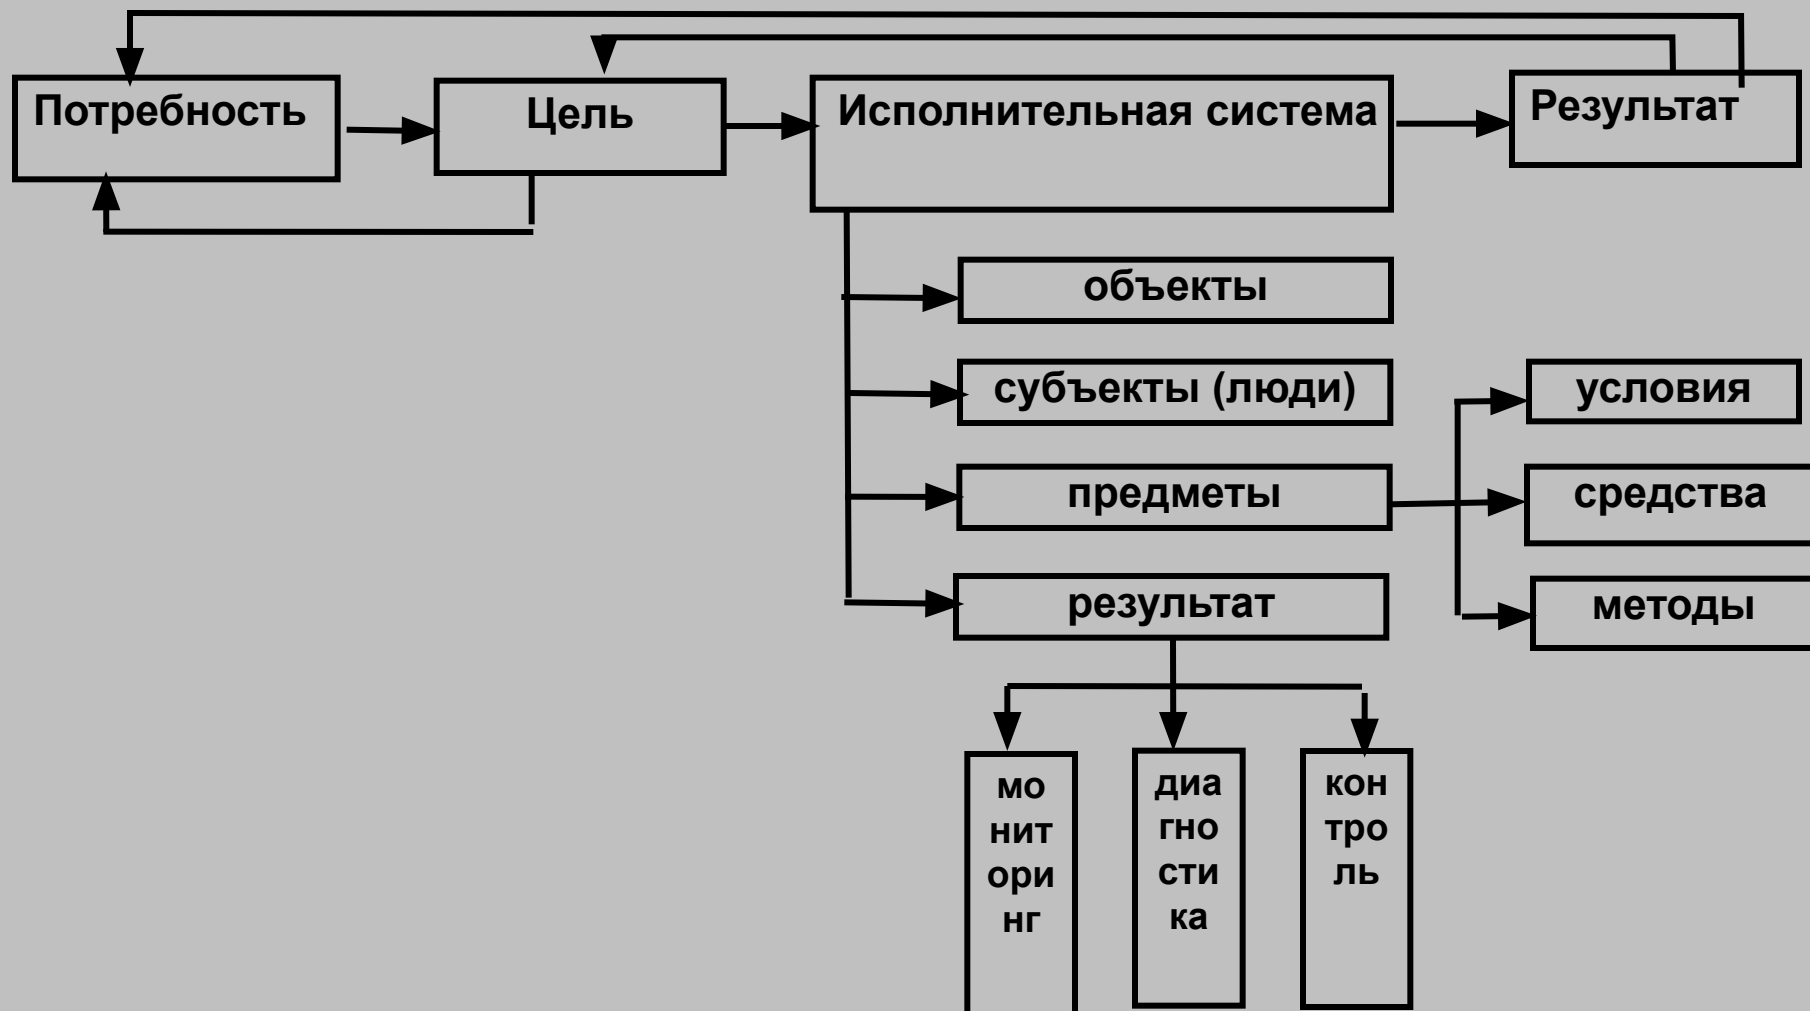 Потребность
Цель
Исполнительная система
Результат
объекты
субъекты (люди)
условия
предметы
средства
результат
методы
мо
нит
ори
нг
диа
гно
сти
ка
кон
тро
ль